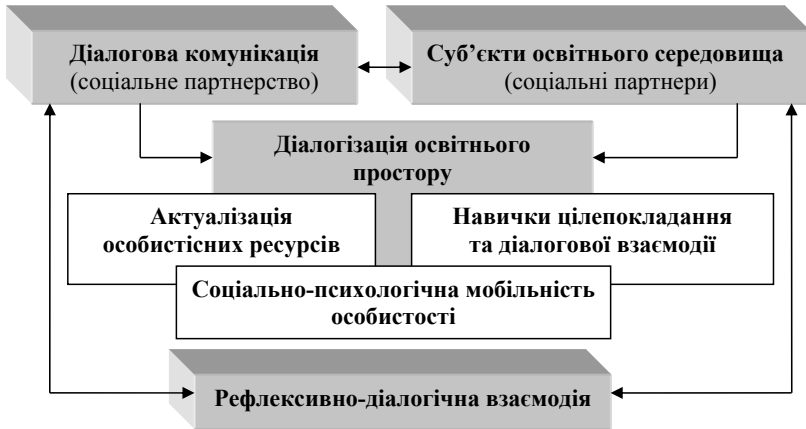 Діалогова комунікація
(соціальне партнерство)
Суб’єкти освітнього середовища
(соціальні партнери)
Діалогізація освітнього
простору
Актуалізація
особистісних ресурсів
Навички цілепокладання
та діалогової взаємодії
Соціально-психологічна мобільність
особистості
Рефлексивно-діалогічна взаємодія